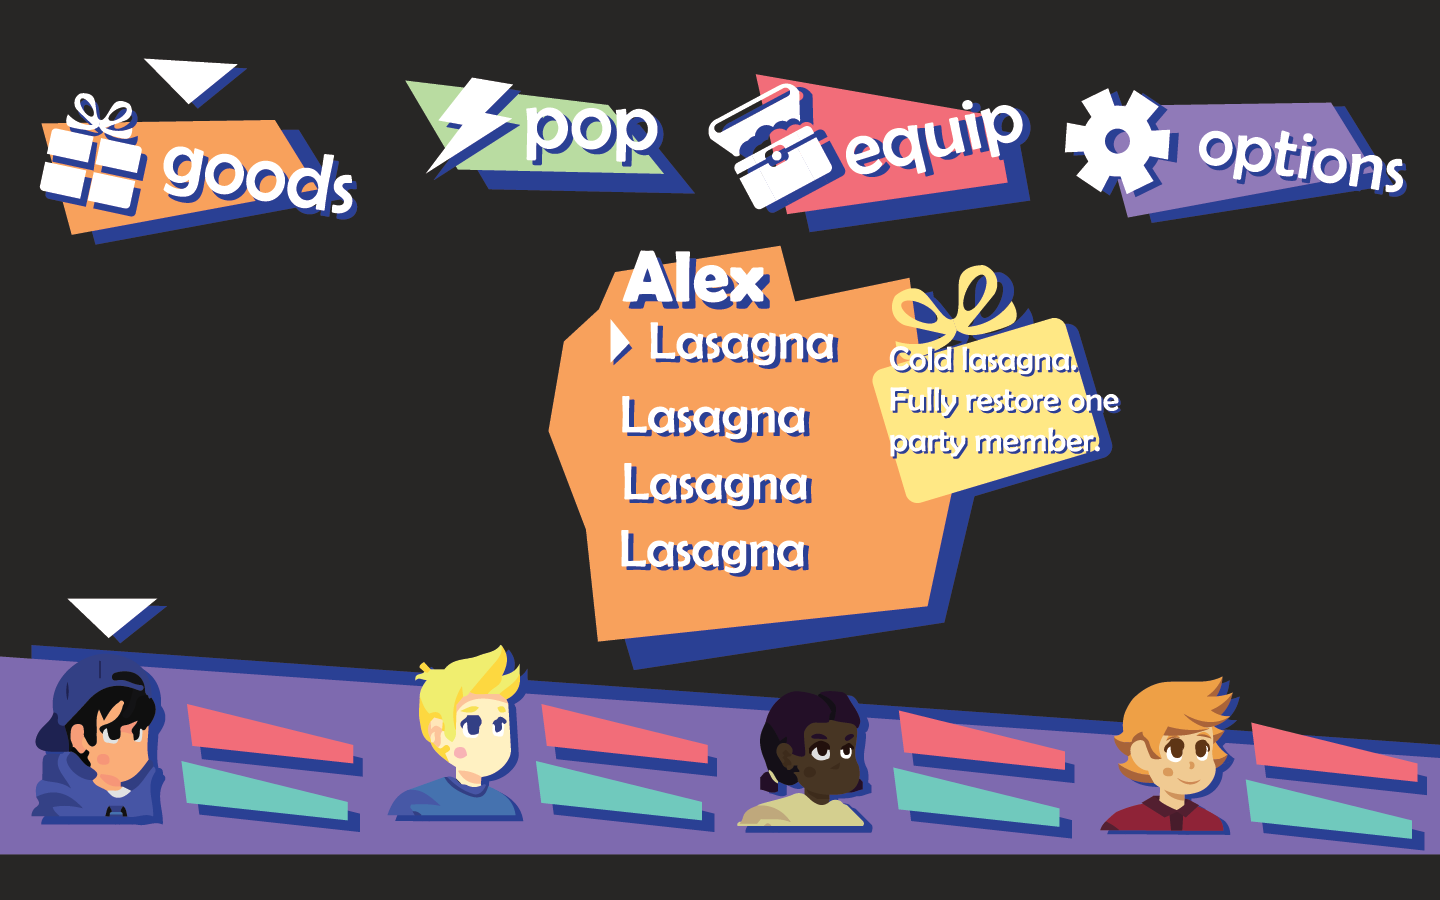 goods
pop
equip
options
Alex
Lasagna
Lasagna
Lasagna
Lasagna
Cold lasagna.
Fully restore one
party member.